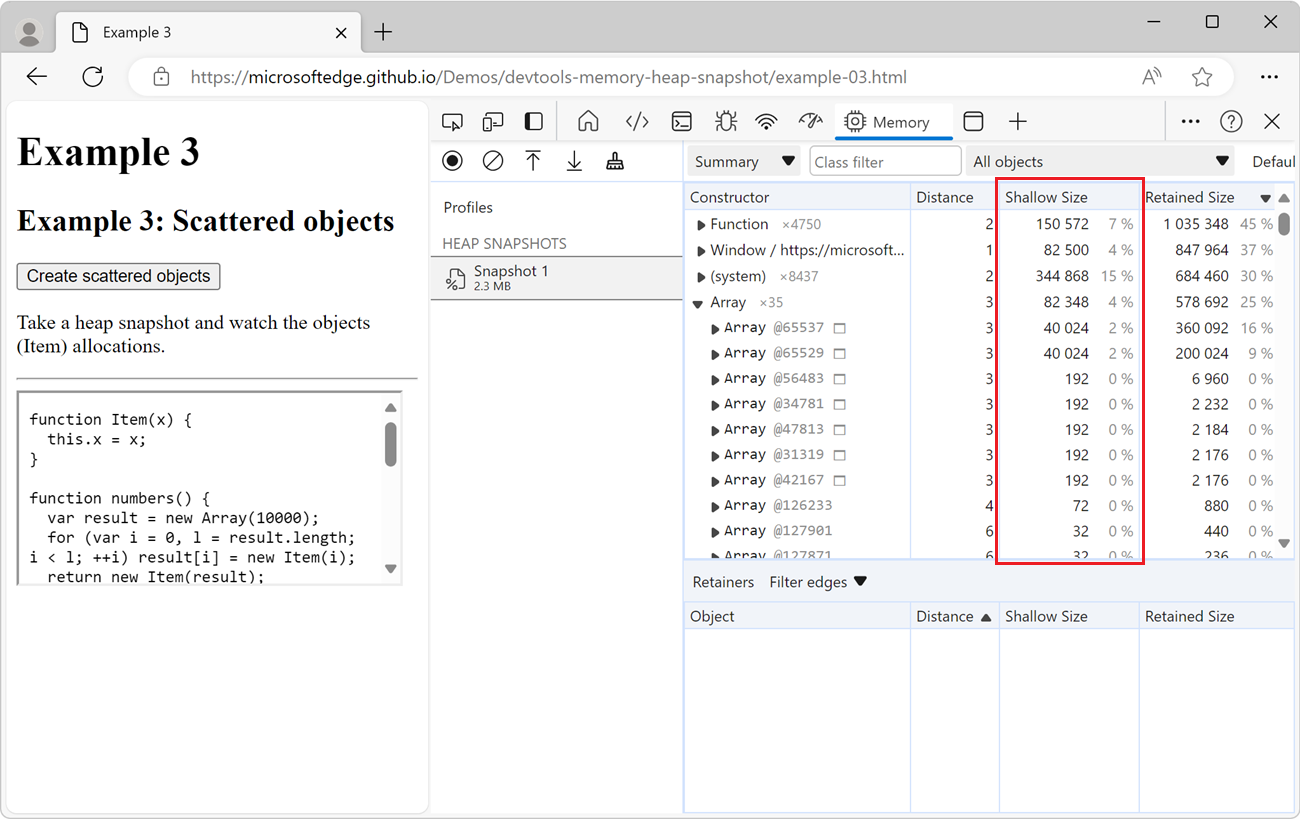 Example 3
https://microsoftedge.github.io/Demos/devtools-memory-heap-snapshot/example-03.html
Example 3
Example 3: Scattered objects
Create scattered objects
Take a heap snapshot and watch the objects
(Item) allocations.
function Item(x) {
this.x = x;
}
function numbers() {
var result = new Array(10000);
for (var i = 0, l = result.length;
i < l; ++i) result[i] = new Item(i);
return new Item(result);
Memory
Profiles
HEAP SNAPSHOTS
Snapshot 1
2.3 MB
Summary Class filter All objects Defaul
Constructor Distance Shallow Size Retained Size
Function ×4750 2 150 572 7 % 1 035 348 45 %
Window / https://microsoft... 1 82 500 4 % 847 964 37 %
(system) ×8437 2 344 868 15 % 684 460 30 %
Array ×35 3 82 348 4 % 578 692 25 %
Array @65537 3 40 024 2 % 360 092 16 %
Array @65529 3 40 024 2 % 200 024 9 %
Array @56483 3 192 0 % 6 960 0 %
Array @34781 3 192 0 % 2 232 0 %
Array @47813 3 192 0 % 2 184 0 %
Array @31319 3 192 0 % 2 176 0 %
Array @42167 3 192 0 % 2 176 0 %
Array @126233 4 72 0 % 880 0 %
Array @127901 6 32 0 % 440 0 %
Array @127871 6 32 0 % 236 0 %
Retainers Filter edges
Object Distance Shallow Size Retained Size